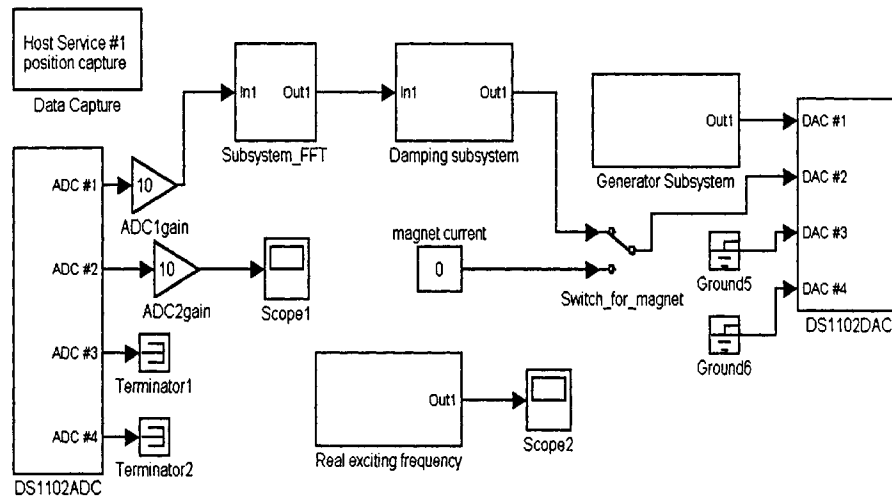 Host Service #1
position capture
Data Capture
In1
Out1
Subsystem_FFT
In1
Out1
Damping subsystem
Out1
Generator Subsystem
DAC #1
DAC #2
DAC #3
DAC #4
DS1102DAC
ADC #1
ADC #2
ADC #3
ADC #4
DS1102ADC
10
ADC1gain
10
ADC2gain
Scope1
magnet current
0
Switch_for_magnet
Ground5
Ground6
Terminator1
Terminator2
Out1
Real exciting frequency
Scope2